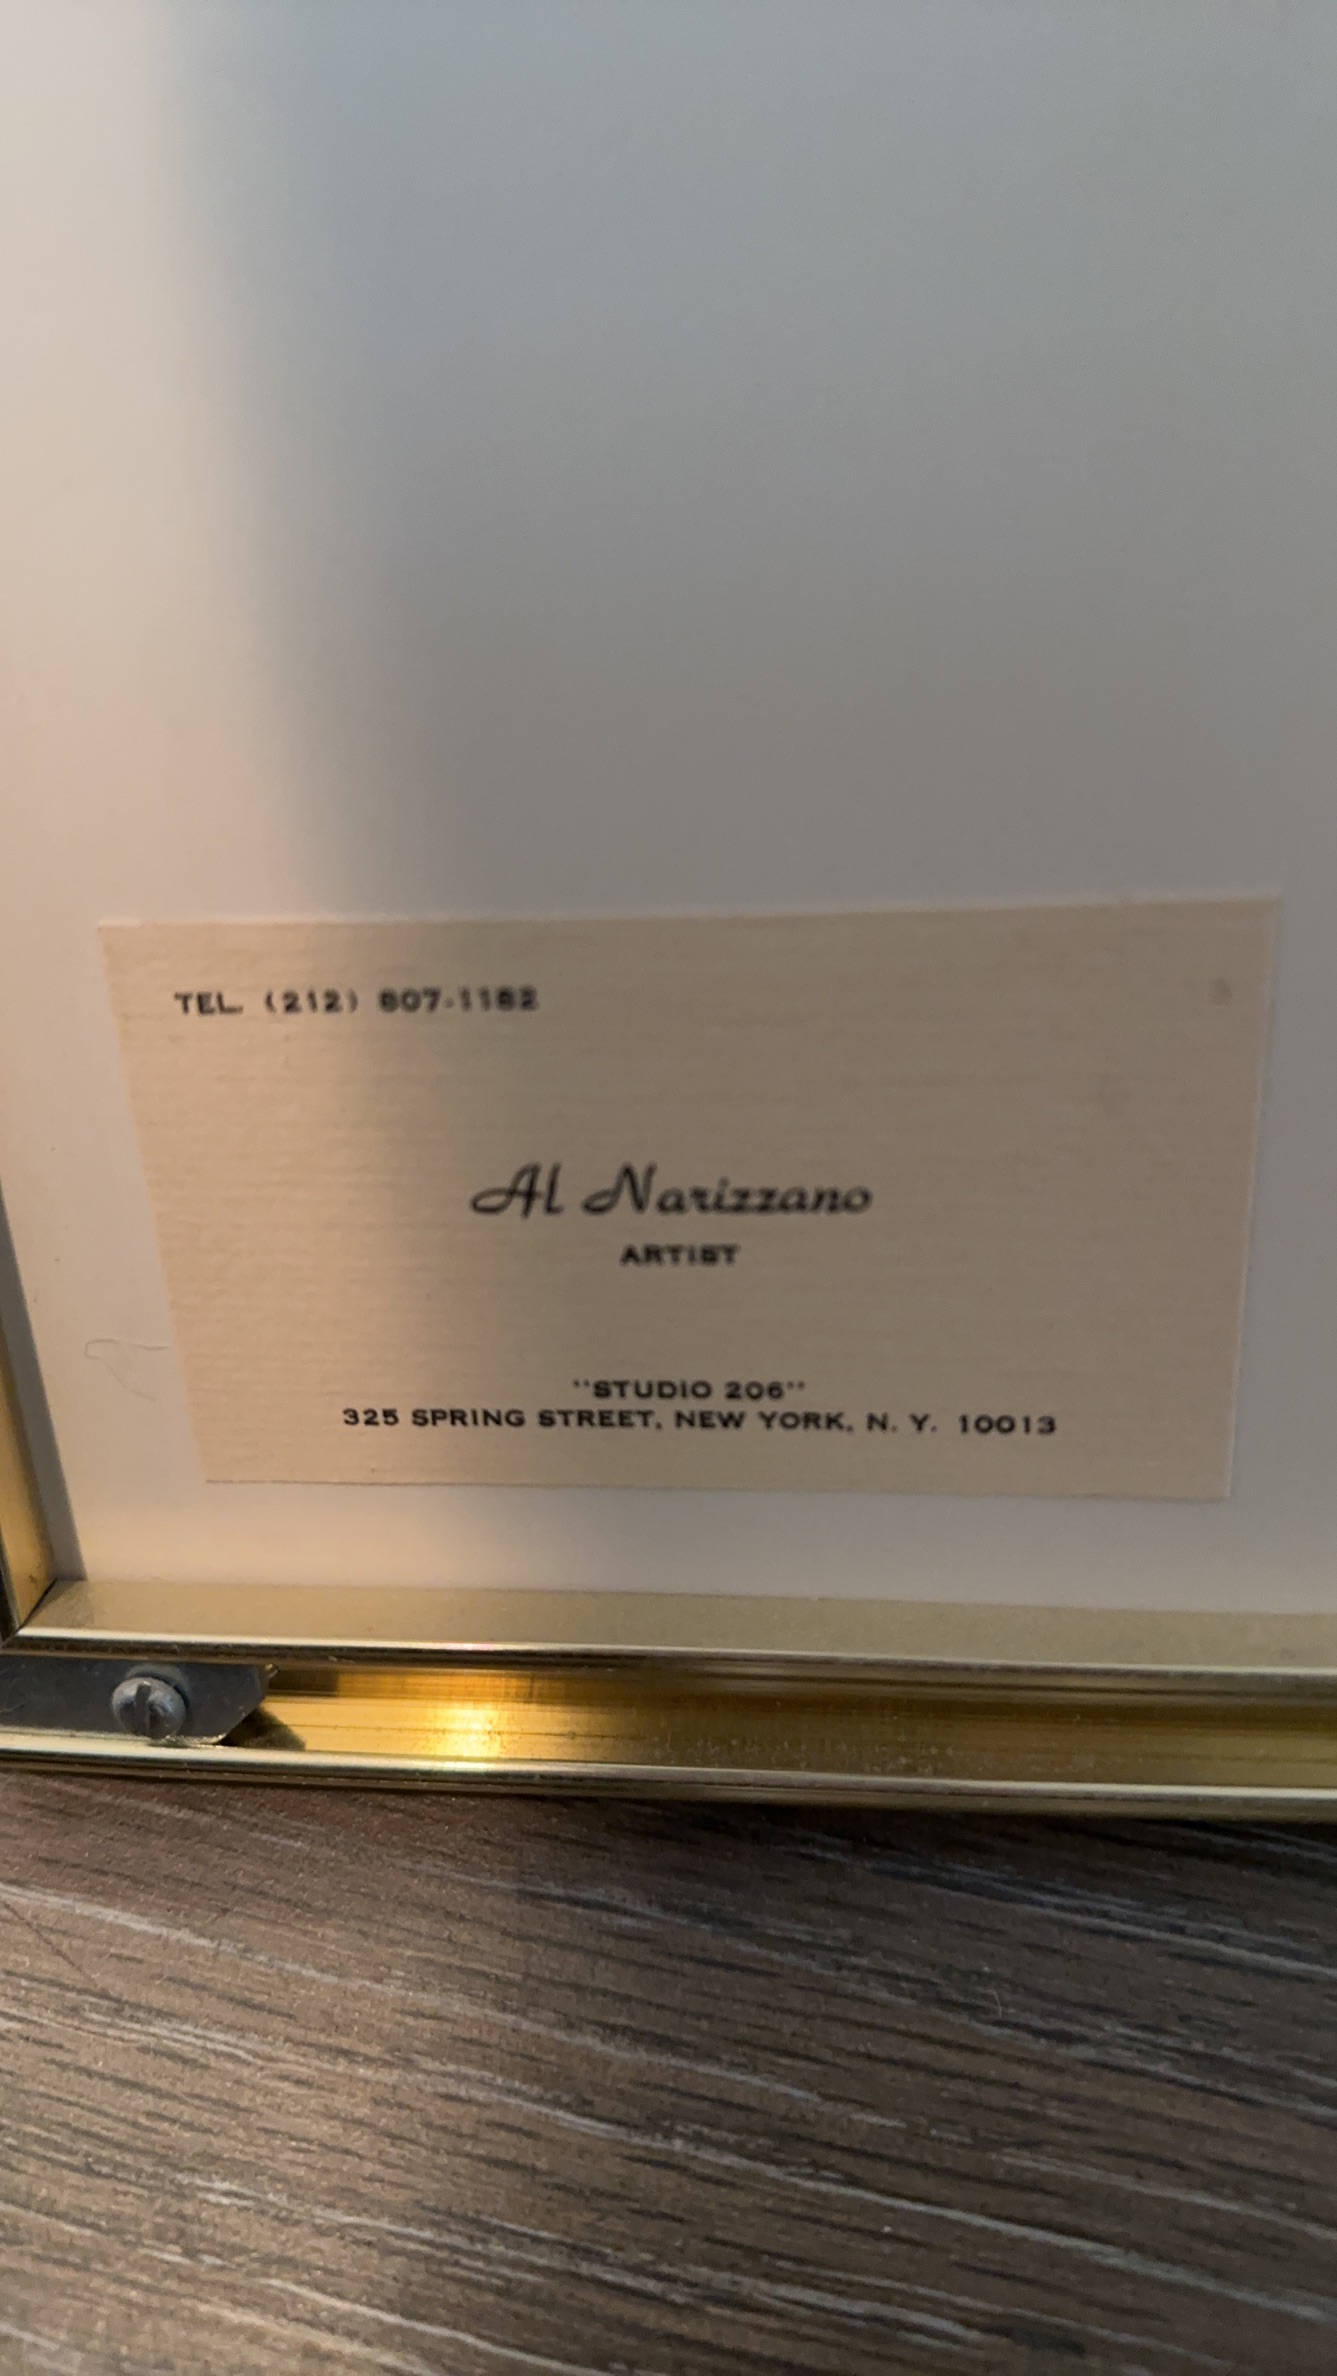 TEL. (212) 807-1182
Al Narizzano
ARTIST
"STUDIO 206"
325 SPRING STREET, NEW YORK, N. Y. 10013